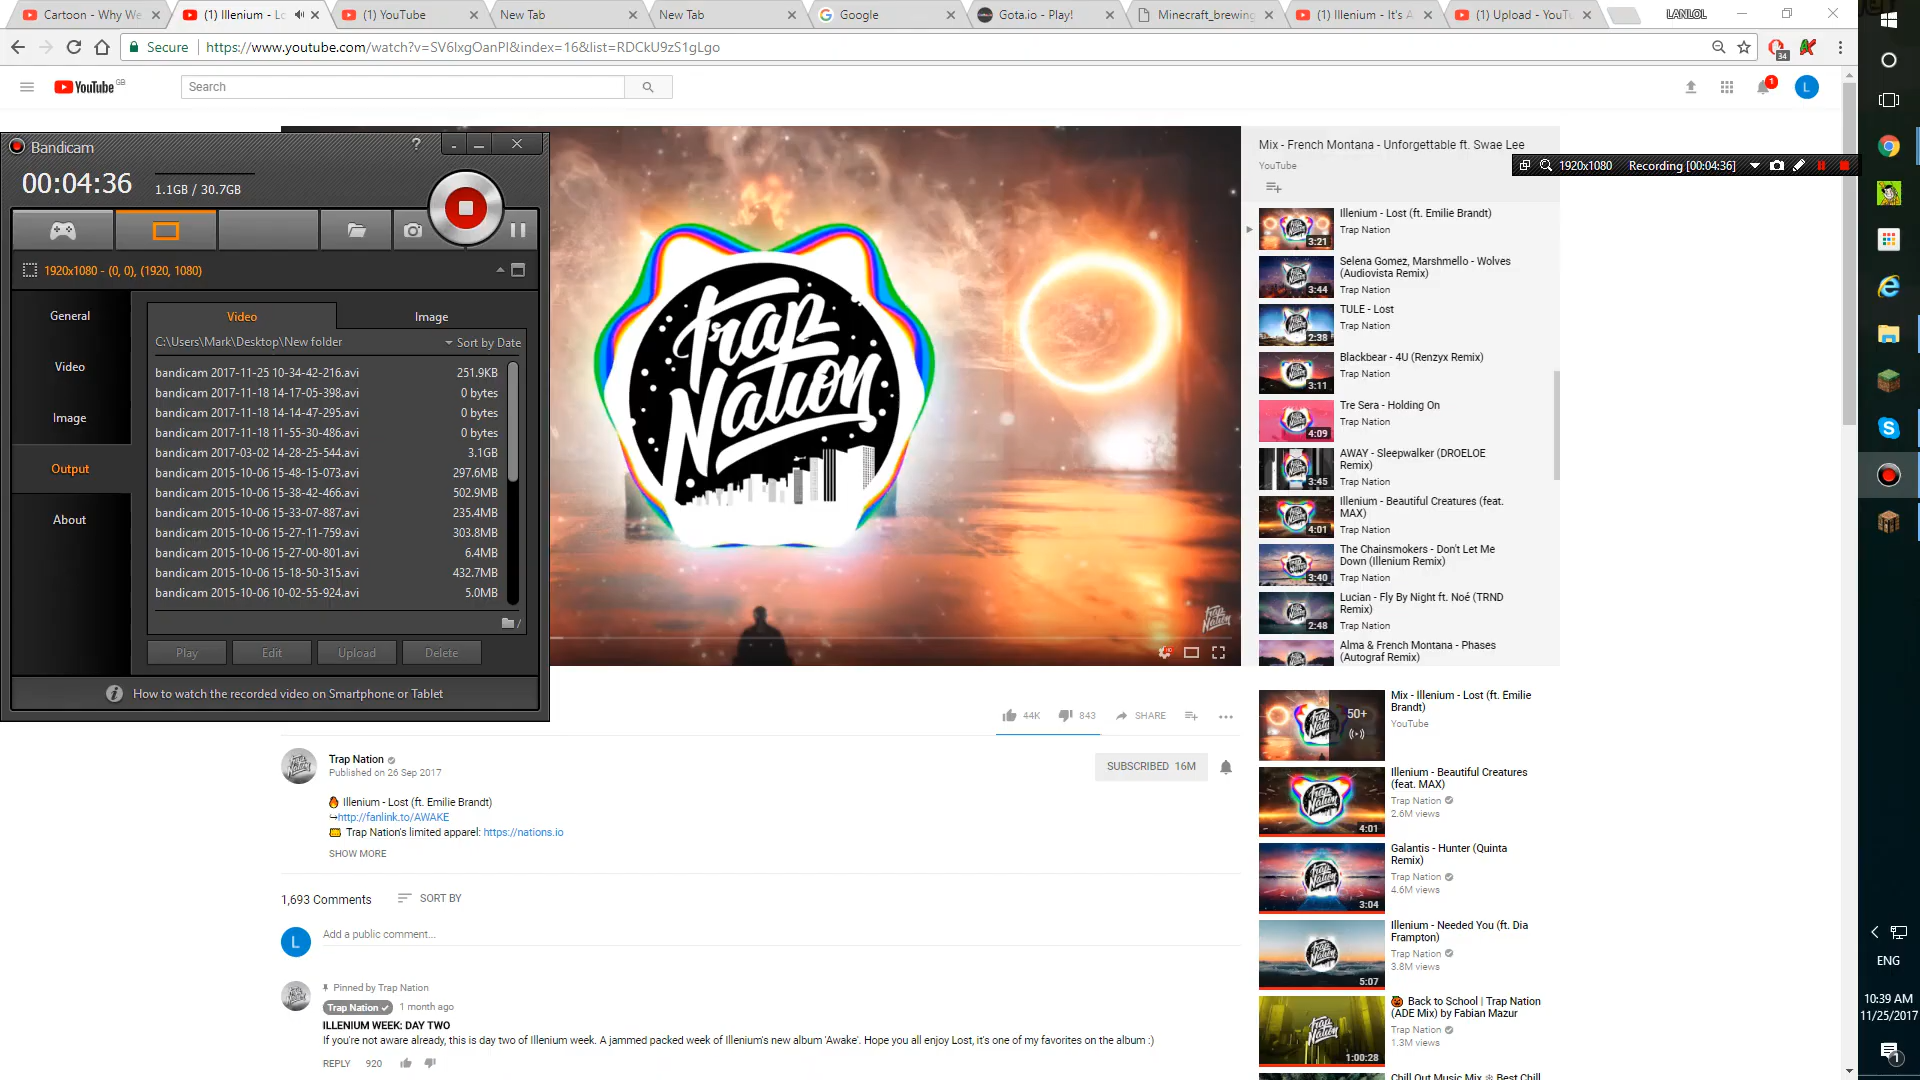 Cartoon - Why We
(1) Illenium - Lo
(1) YouTube
New Tab
New Tab
Google
Gota.io - Play!
Minecraft_brewing
(1) Illenium - It's A
(1) Upload - YouTu
LANLOL
Secure
https://www.youtube.com/watch?v=SV6lxgOanPI&index=16&list=RDCkU9zS1gLgo
34
YouTube GB
Search
1
L
Bandicam
?
00:04:36
1.1GB / 30.7GB
1920x1080 - (0, 0), (1920, 1080)
General
Video
Image
Output
About
Video
Image
C:\Users\Mark\Desktop\New folder
Sort by Date
bandicam 2017-11-25 10-34-42-216.avi 251.9KB
bandicam 2017-11-18 14-17-05-398.avi 0 bytes
bandicam 2017-11-18 14-14-47-295.avi 0 bytes
bandicam 2017-11-18 11-55-30-486.avi 0 bytes
bandicam 2017-03-02 14-28-25-544.avi 3.1GB
bandicam 2015-10-06 15-48-15-073.avi 297.6MB
bandicam 2015-10-06 15-38-42-466.avi 502.9MB
bandicam 2015-10-06 15-33-07-887.avi 235.4MB
bandicam 2015-10-06 15-27-11-759.avi 303.8MB
bandicam 2015-10-06 15-27-00-801.avi 6.4MB
bandicam 2015-10-06 15-18-50-315.avi 432.7MB
bandicam 2015-10-06 10-02-55-924.avi 5.0MB
Play
Edit
Upload
Delete
How to watch the recorded video on Smartphone or Tablet
Trap
Nation
Trap
Nation
HD
Mix - French Montana - Unforgettable ft. Swae Lee
YouTube
1920x1080
Recording [00:04:36]
Illenium - Lost (ft. Emilie Brandt)
Trap Nation
3:21
Selena Gomez, Marshmello - Wolves
(Audiovista Remix)
Trap Nation
3:44
TULE - Lost
Trap Nation
2:38
Blackbear - 4U (Renzyx Remix)
Trap Nation
3:11
Tre Sera - Holding On
Trap Nation
4:09
AWAY - Sleepwalker (DROELOE
Remix)
Trap Nation
3:45
Illenium - Beautiful Creatures (feat.
MAX)
Trap Nation
4:01
The Chainsmokers - Don't Let Me
Down (Illenium Remix)
Trap Nation
3:40
Lucian - Fly By Night ft. Noé (TRND
Remix)
Trap Nation
2:48
Alma & French Montana - Phases
(Autograf Remix)
44K
843
SHARE
Trap Nation
Published on 26 Sep 2017
SUBSCRIBED 16M
Illenium - Lost (ft. Emilie Brandt)
http://fanlink.to/AWAKE
Trap Nation's limited apparel: https://nations.io
SHOW MORE
1,693 Comments
SORT BY
L
Add a public comment...
Pinned by Trap Nation
Trap Nation
1 month ago
ILLENIUM WEEK: DAY TWO
If you're not aware already, this is day two of Illenium week. A jammed packed week of Illenium's new album 'Awake'. Hope you all enjoy Lost, it's one of my favorites on the album :)
REPLY
920
Mix - Illenium - Lost (ft. Emilie
Brandt)
YouTube
50+
Illenium - Beautiful Creatures
(feat. MAX)
Trap Nation
2.6M views
4:01
Galantis - Hunter (Quinta
Remix)
Trap Nation
4.6M views
3:04
Illenium - Needed You (ft. Dia
Frampton)
Trap Nation
3.8M views
5:07
Back to School | Trap Nation
(ADE Mix) by Fabian Mazur
Trap Nation
1.3M views
1:00:28
Chill Out Music Mix ❄ Best Chill
ENG
10:39 AM
11/25/2017
1